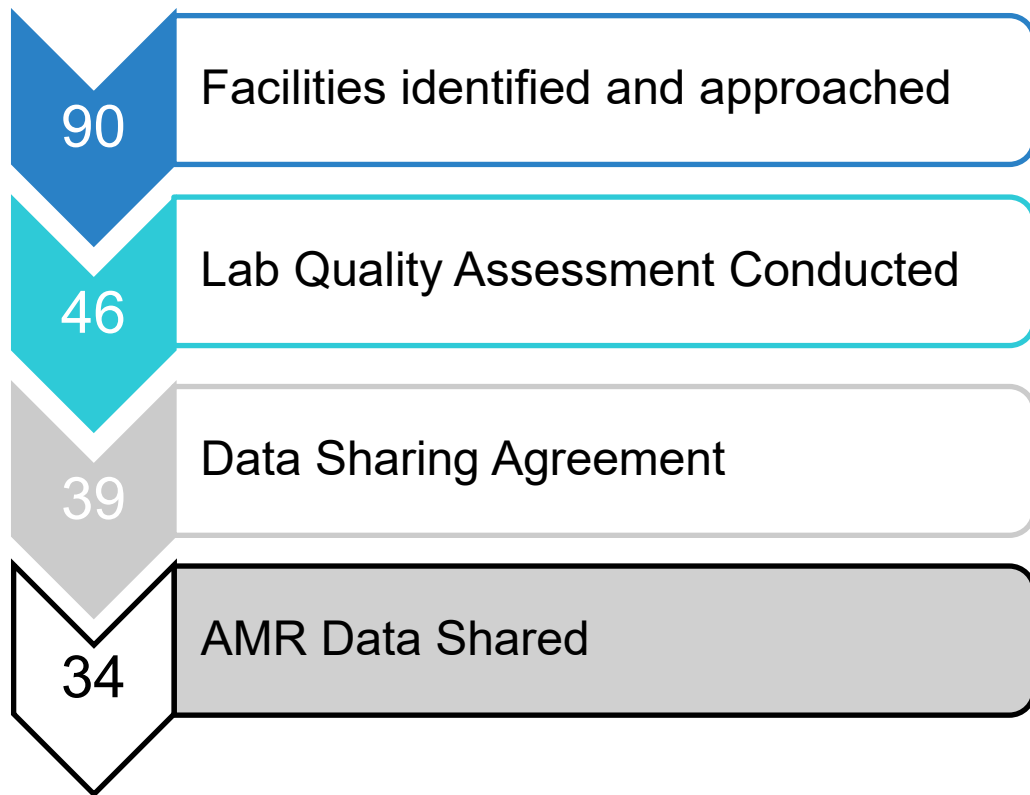 90
Facilities identified and approached
46
Lab Quality Assessment Conducted
39
Data Sharing Agreement
34
AMR Data Shared